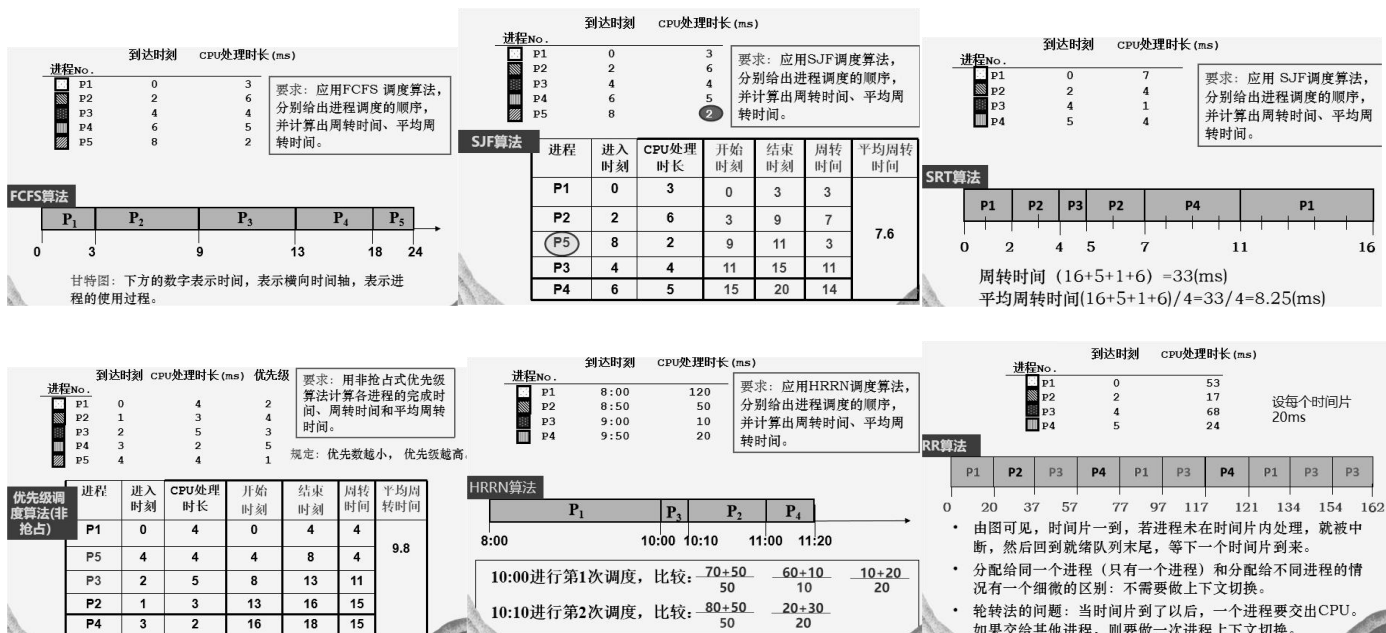 到达时刻 CPU处理时长(ms)
进程No.
P1 0 3
P2 2 6
P3 4 4
P4 6 5
P5 8 2
要求：应用FCFS 调度算法，
分别给出进程调度的顺序，
并计算出周转时间、平均周
转时间。
FCFS算法
P1 P2 P3 P4 P5
0 3 9 13 18 24
甘特图：下方的数字表示时间，表示横向时间轴，表示进
程的使用过程。
到达时刻 CPU处理时长(ms)
进程No.
P1 0 3
P2 2 6
P3 4 4
P4 6 5
P5 8 2
要求：应用SJF调度算法，
分别给出进程调度的顺序，
并计算出周转时间、平均周
转时间。
SJF算法
进程 进入时刻 CPU处理时长 开始时刻 结束时刻 周转时间 平均周转时间
P1 0 3 0 3 3
P2 2 6 3 9 7
7.6
P5 8 2 9 11 3
P3 4 4 11 15 11
P4 6 5 15 20 14
到达时刻 CPU处理时长(ms)
进程No.
P1 0 7
P2 2 4
P3 4 1
P4 5 4
要求：应用 SJF调度算法，
分别给出进程调度的顺序，
并计算出周转时间、平均周
转时间。
SRT算法
P1 P2 P3 P2 P4 P1
0 2 4 5 7 11 16
周转时间（16+5+1+6）=33(ms)
平均周转时间(16+5+1+6)/4=33/4=8.25(ms)
到达时刻 CPU处理时长(ms) 优先级
进程No.
P1 0 4 2
P2 1 3 4
P3 2 5 3
P4 3 2 5
P5 4 4 1
要求：用非抢占式优先级
算法计算各进程的完成时
间、周转时间和平均周转
时间。
规定：优先数越小，优先级越高.
优先级调
度算法(非
抢占)
进程 进入时刻 CPU处理时长 开始时刻 结束时刻 周转时间 平均周转时间
P1 0 4 0 4 4
9.8
P5 4 4 4 8 4
P3 2 5 8 13 11
P2 1 3 13 16 15
P4 3 2 16 18 15
到达时刻 CPU处理时长(ms)
进程No.
P1 8:00 120
P2 8:50 50
P3 9:00 10
P4 9:50 20
要求：应用HRRN调度算法，
分别给出进程调度的顺序，
并计算出周转时间、平均周
转时间。
HRRN算法
P1 P3 P2 P4
8:00 10:00 10:10 11:00 11:20
10:00进行第1次调度，比较：70+50/50 60+10/10 10+20/20
10:10进行第2次调度，比较：80+50/50 20+30/20
到达时刻 CPU处理时长(ms)
进程No.
P1 0 53
P2 2 17
P3 4 68
P4 5 24
设每个时间片
20ms
RR算法
P1 P2 P3 P4 P1 P3 P4 P1 P3 P3
0 20 37 57 77 97 117 121 134 154 162
• 由图可见，时间片一到，若进程未在时间片内处理，就被中
断，然后回到就绪队列末尾，等下一个时间片到来。
• 分配给同一个进程（只有一个进程）和分配给不同进程的情
况有一个细微的区别：不需要做上下文切换。
• 轮转法的问题：当时间片到了以后，一个进程要交出CPU。
如果交给其他进程，则要做一次进程上下文切换。